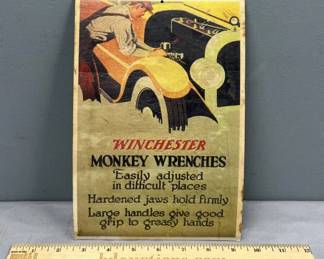 WINCHESTER
MONKEY WRENCHES
Easily adjusted
in difficult places
Hardened jaws hold firmly
Large handles give good
grip to greasy hands